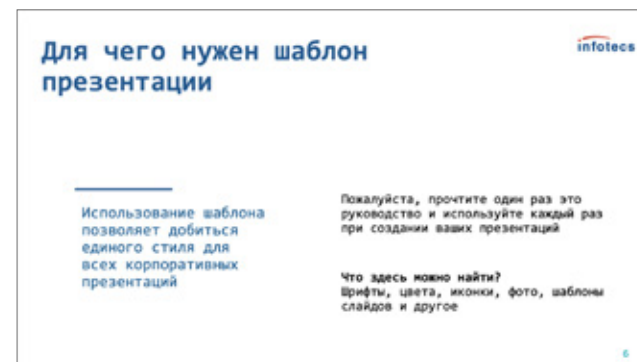 Для чего нужен шаблон
презентации
infotecs
Использование шаблона
позволяет добиться
единого стиля для
всех корпоративных
презентаций
Пожалуйста, прочтите один раз это
руководство и используйте каждый раз
при создании ваших презентаций
Что здесь можно найти?
Шрифты, цвета, иконки, фото, шаблоны
слайдов и другое
6